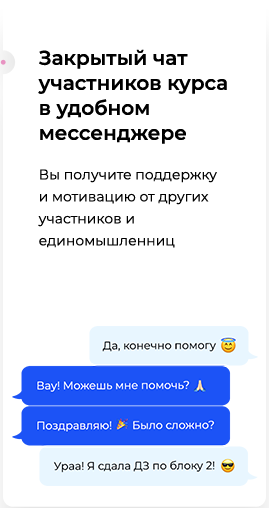 Закрытый чат
участников курса
в удобном
мессенджере
Вы получите поддержку
и мотивацию от других
участников и
единомышленниц
Да, конечно помогу 😇
Вау! Можешь мне помочь? 🙏
Поздравляю! 🎉 Было сложно?
Ураа! Я сдала ДЗ по блоку 2! 😎